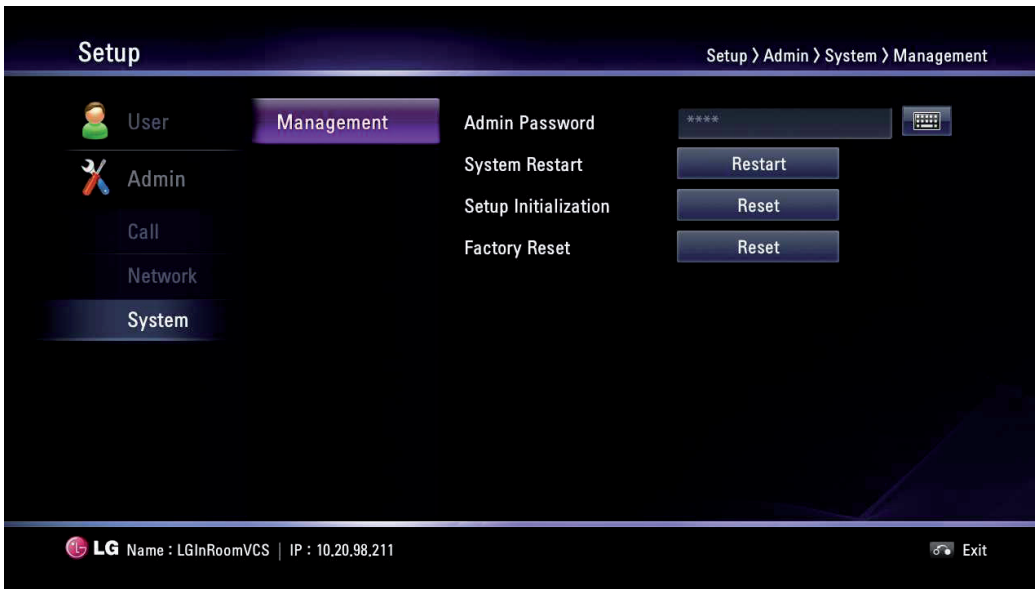 Setup
Setup > Admin > System > Management
User
Admin
Call
Network
System
Management
Admin Password ****
System Restart Restart
Setup Initialization Reset
Factory Reset Reset
LG Name : LGInRoomVCS | IP : 10.20.98.211
Exit